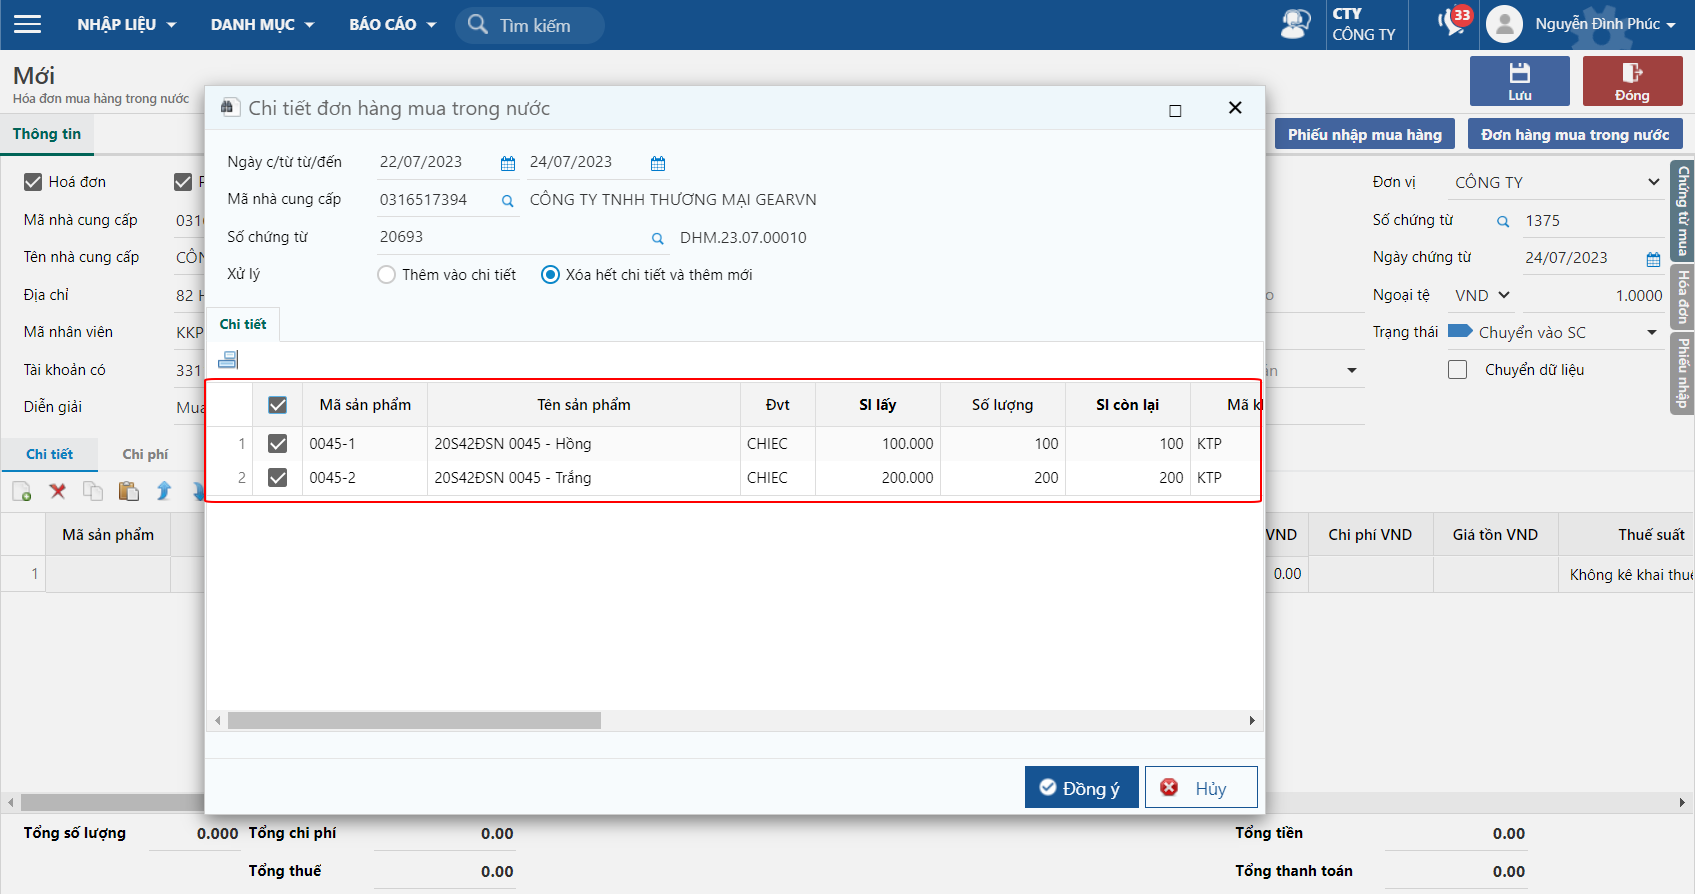 NHẬP LIỆU DANH MỤC BÁO CÁO Tìm kiếm CTY CÔNG TY 33 Nguyễn Đình Phúc
Mới
Hóa đơn mua hàng trong nước
Lưu Đóng
Thông tin
Phiếu nhập mua hàng Đơn hàng mua trong nước
Chi tiết đơn hàng mua trong nước
Ngày c/từ từ/đến 22/07/2023 24/07/2023
Mã nhà cung cấp 0316517394 CÔNG TY TNHH THƯƠNG MẠI GEARVN
Số chứng từ 20693 DHM.23.07.00010
Xử lý Thêm vào chi tiết Xóa hết chi tiết và thêm mới
Chi tiết
Mã sản phẩm Tên sản phẩm Đvt Sl lấy Số lượng Sl còn lại Mã k
1 0045-1 20S42ĐSN 0045 - Hồng CHIEC 100.000 100 100 KTP
2 0045-2 20S42ĐSN 0045 - Trắng CHIEC 200.000 200 200 KTP
Đồng ý Hủy
Hoá đơn
Mã nhà cung cấp 031
Tên nhà cung cấp CÔN
Địa chỉ 82 H
Mã nhân viên KKP
Tài khoản có 331
Diễn giải Mua
Đơn vị CÔNG TY
Số chứng từ 1375
Ngày chứng từ 24/07/2023
Ngoại tệ VND 1.0000
Trạng thái Chuyển vào SC
Chuyển dữ liệu
Chứng từ mua
Hóa đơn
Phiếu nhập
Chi tiết Chi phí
Mã sản phẩm VND Chi phí VND Giá tồn VND Thuế suất
1 0.00 Không kê khai thuế
Tổng số lượng 0.000 Tổng chi phí 0.00 Tổng tiền 0.00
Tổng thuế 0.00 Tổng thanh toán 0.00